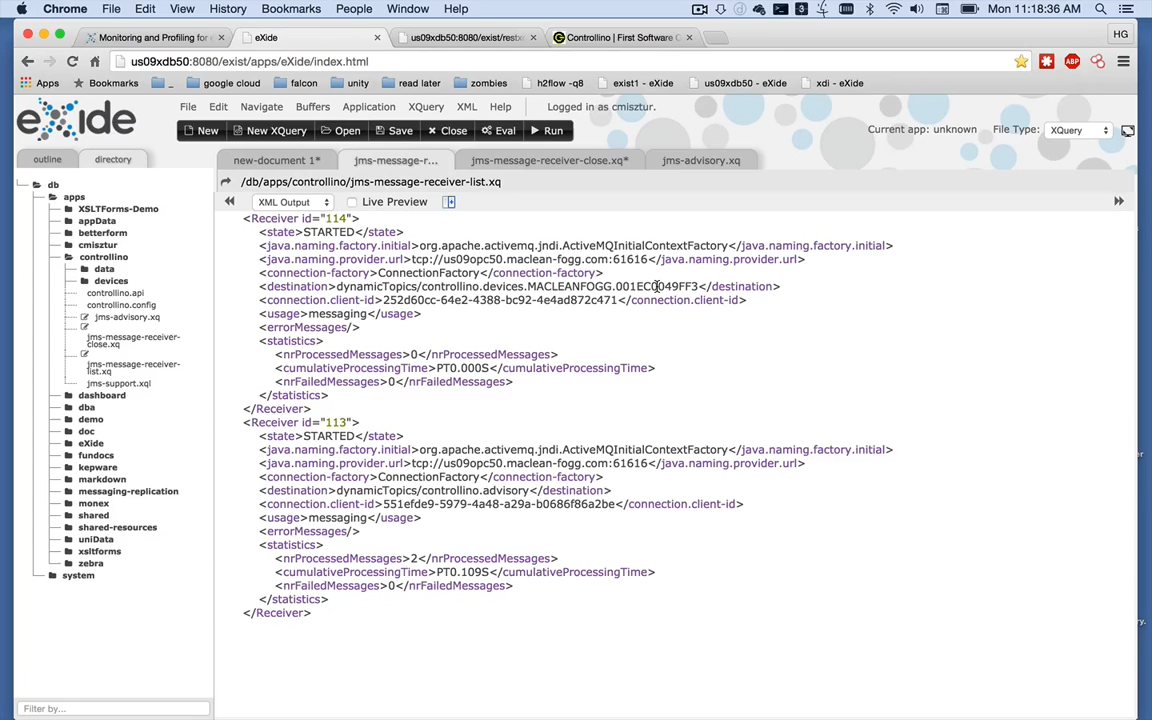 Chrome File Edit View History Bookmarks People Window Help 3 Mon 11:18:36 AM
Monitoring and Profiling for e eXide us09xdb50:8080/exist/restx Controllino | First Software C HG
us09xdb50:8080/exist/apps/eXide/index.html ABP
Apps Bookmarks _ google cloud falcon unity read later zombies h2flow -q8 exist1 - eXide us09xdb50 - eXide xdi - eXide
eXide
File Edit Navigate Buffers Application XQuery XML Help Logged in as cmisztur.
New New XQuery Open Save Close Eval Run Current app: unknown File Type: XQuery
outline directory new-document 1* jms-message-r... jms-message-receiver-close.xq* jms-advisory.xq
/db/apps/controllino/jms-message-receiver-list.xq
XML Output Live Preview
db
apps
XSLTForms-Demo
appData
betterform
cmisztur
controllino
data
devices
controllino.api
controllino.config
jms-advisory.xq
jms-message-receiver-
close.xq
jms-message-receiver-
list.xq
jms-support.xql
dashboard
dba
demo
doc
eXide
fundocs
kepware
markdown
messaging-replication
monex
shared
shared-resources
uniData
xsltforms
zebra
system
Filter by...
<Receiver id="114">
<state>STARTED</state>
<java.naming.factory.initial>org.apache.activemq.jndi.ActiveMQInitialContextFactory</java.naming.factory.initial>
<java.naming.provider.url>tcp://us09opc50.maclean-fogg.com:61616</java.naming.provider.url>
<connection-factory>ConnectionFactory</connection-factory>
<destination>dynamicTopics/controllino.devices.MACLEANFOGG.001EC0049FF3</destination>
<connection.client-id>252d60cc-64e2-4388-bc92-4e4ad872c471</connection.client-id>
<usage>messaging</usage>
<errorMessages/>
<statistics>
<nrProcessedMessages>0</nrProcessedMessages>
<cumulativeProcessingTime>PT0.000S</cumulativeProcessingTime>
<nrFailedMessages>0</nrFailedMessages>
</statistics>
</Receiver>
<Receiver id="113">
<state>STARTED</state>
<java.naming.factory.initial>org.apache.activemq.jndi.ActiveMQInitialContextFactory</java.naming.factory.initial>
<java.naming.provider.url>tcp://us09opc50.maclean-fogg.com:61616</java.naming.provider.url>
<connection-factory>ConnectionFactory</connection-factory>
<destination>dynamicTopics/controllino.advisory</destination>
<connection.client-id>551efde9-5979-4a48-a29a-b0686f86a2be</connection.client-id>
<usage>messaging</usage>
<errorMessages/>
<statistics>
<nrProcessedMessages>2</nrProcessedMessages>
<cumulativeProcessingTime>PT0.109S</cumulativeProcessingTime>
<nrFailedMessages>0</nrFailedMessages>
</statistics>
</Receiver>